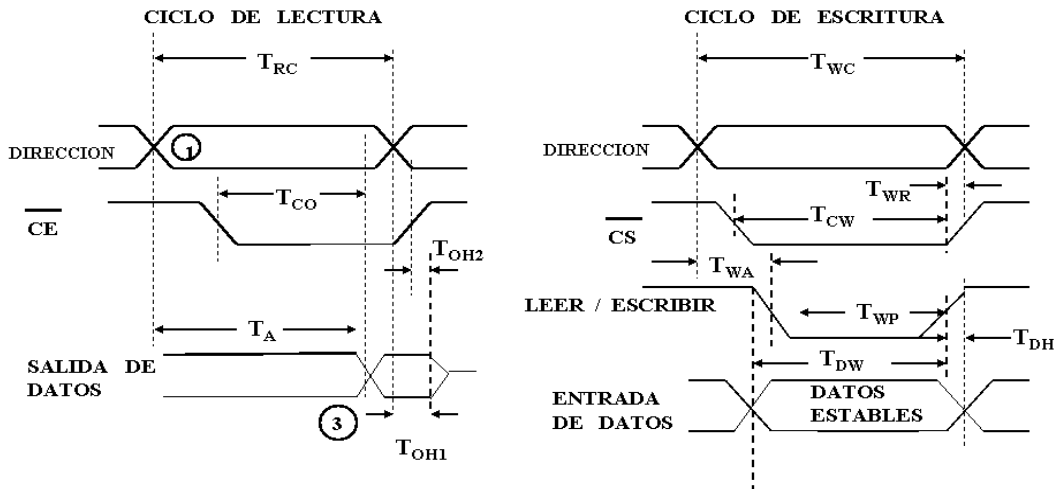 CICLO DE LECTURA
T_RC
DIRECCION
1
T_CO
CE
T_OH2
T_A
SALIDA DE
DATOS
3
T_OH1
CICLO DE ESCRITURA
T_WC
DIRECCION
T_WR
CS
T_CW
T_WA
LEER / ESCRIBIR
T_WP
T_DH
T_DW
ENTRADA
DE DATOS
DATOS
ESTABLES